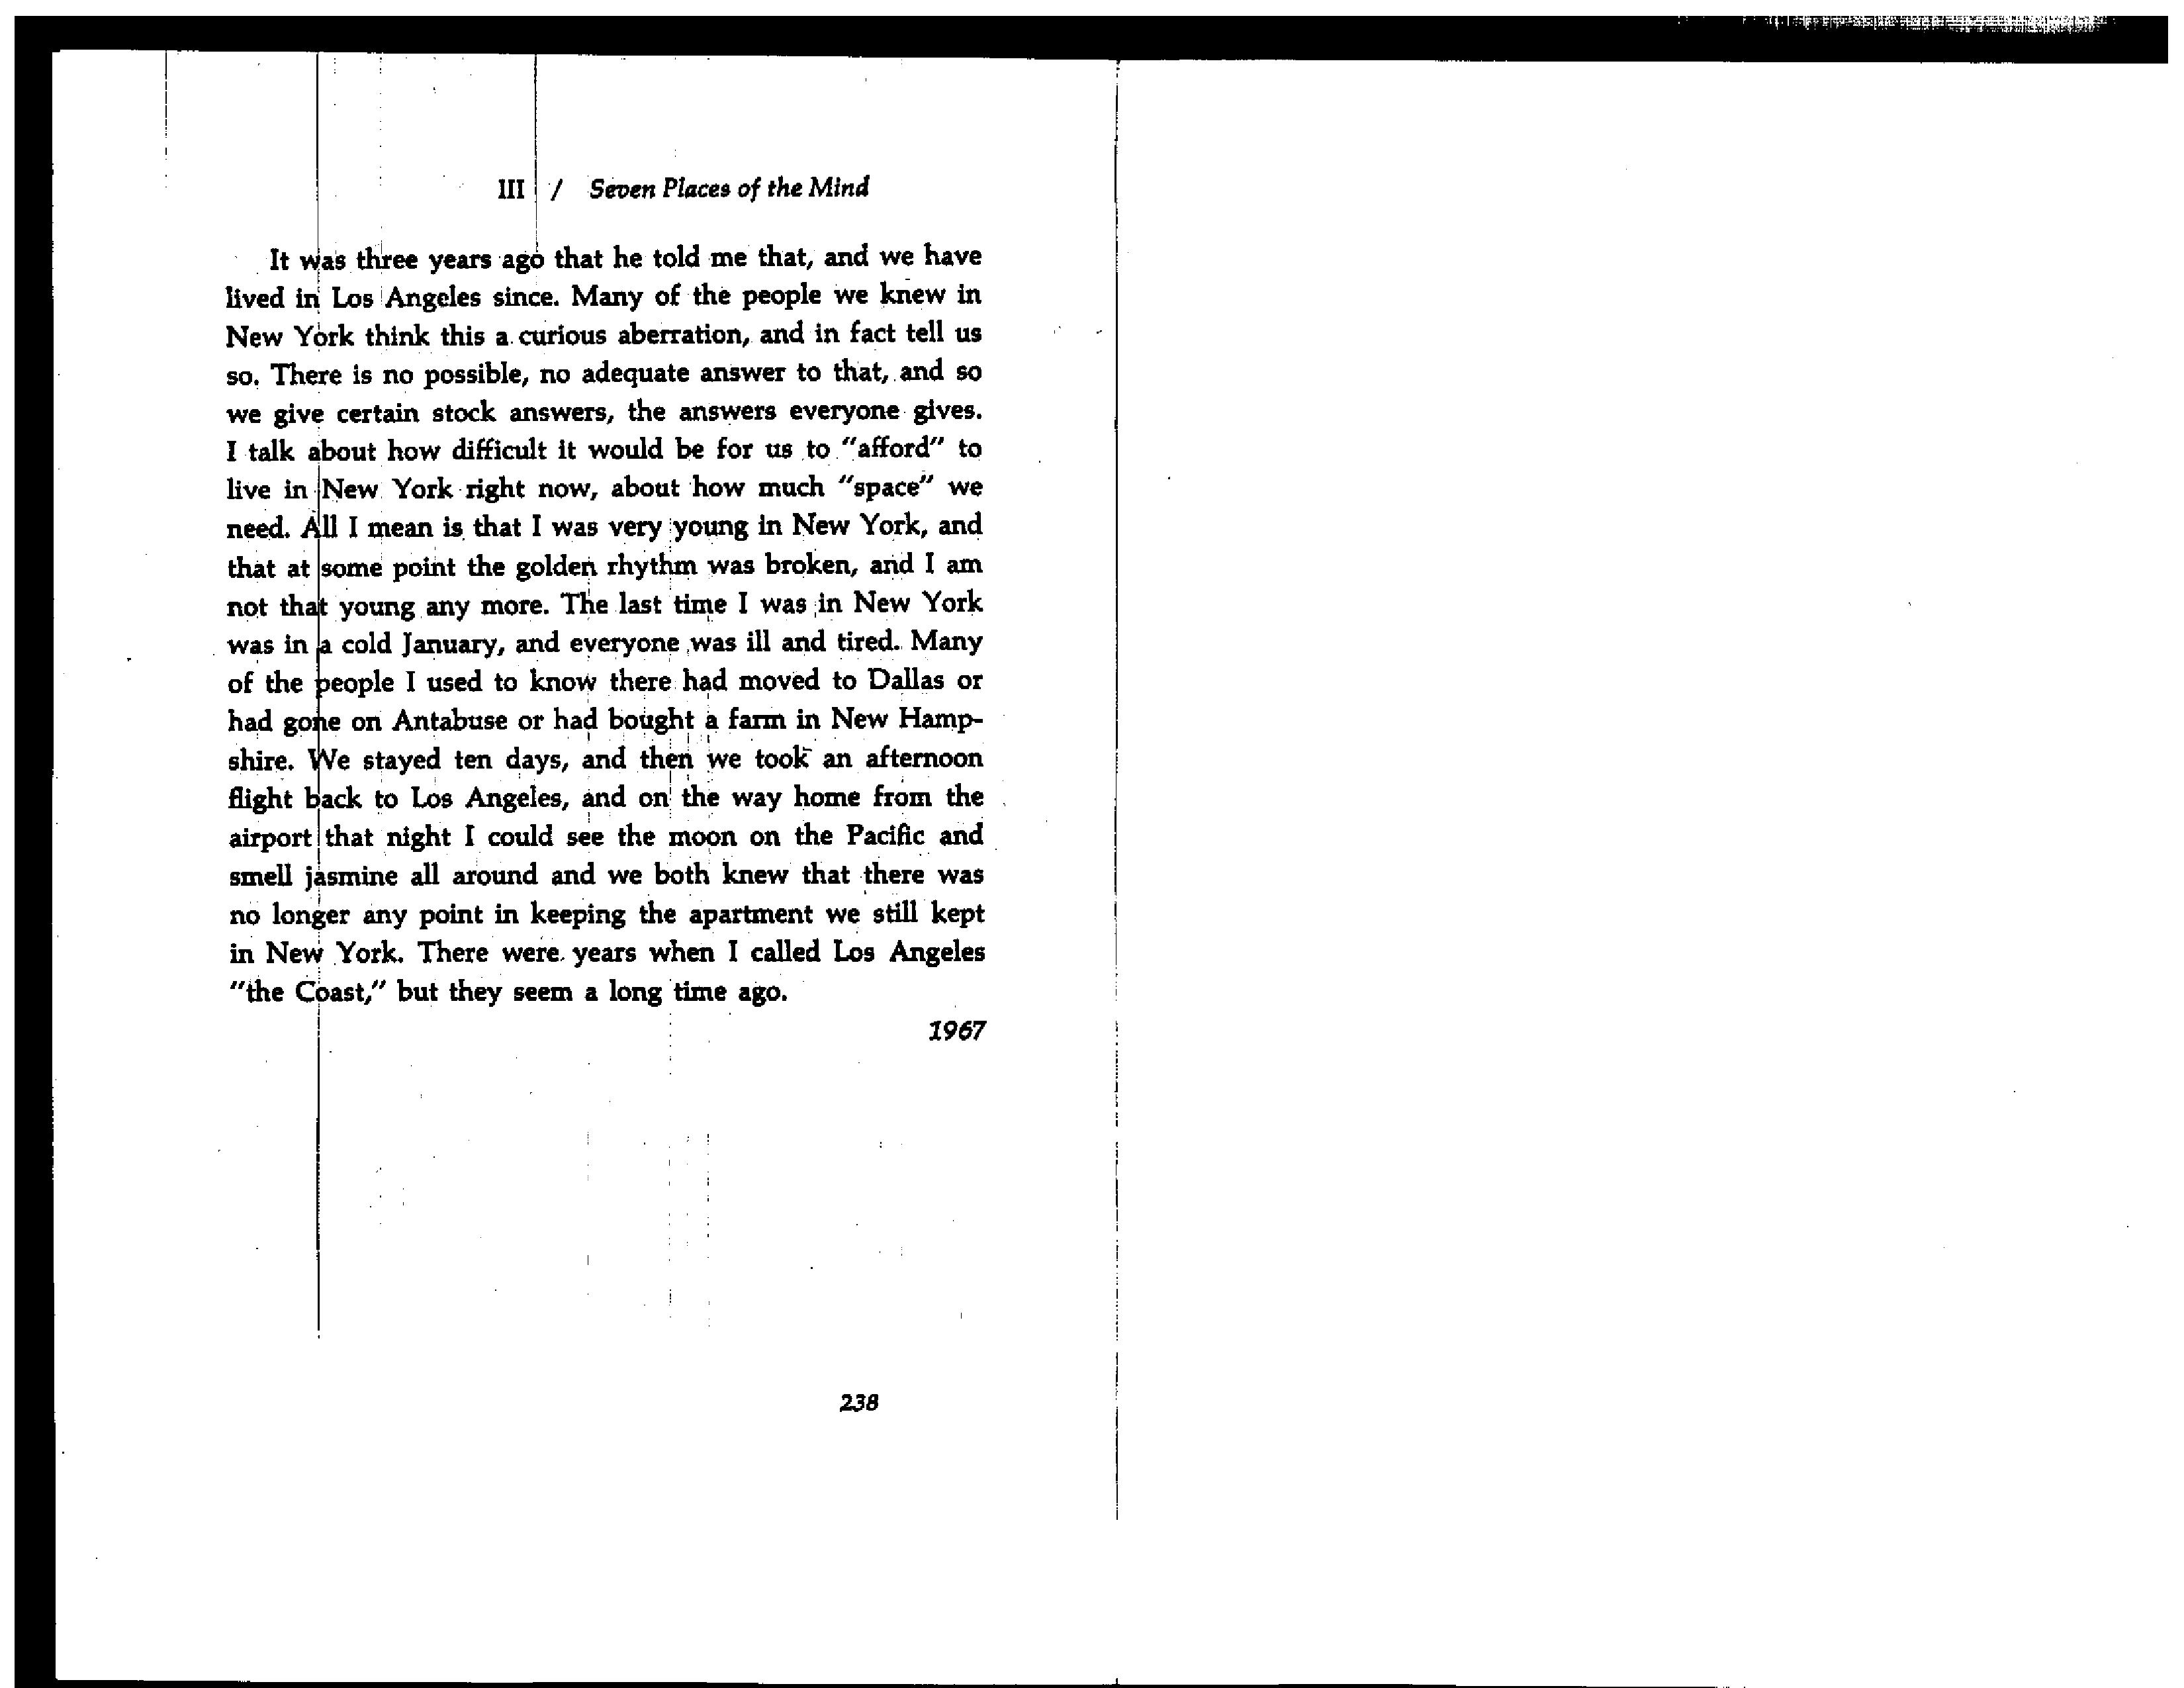 III / Seven Places of the Mind
It was three years ago that he told me that, and we have
lived in Los Angeles since. Many of the people we knew in
New York think this a curious aberration, and in fact tell us
so. There is no possible, no adequate answer to that, and so
we give certain stock answers, the answers everyone gives.
I talk about how difficult it would be for us to “afford” to
live in New York right now, about how much “space” we
need. All I mean is that I was very young in New York, and
that at some point the golden rhythm was broken, and I am
not that young any more. The last time I was in New York
was in a cold January, and everyone was ill and tired. Many
of the people I used to know there had moved to Dallas or
had gone on Antabuse or had bought a farm in New Hamp-
shire. We stayed ten days, and then we took an afternoon
flight back to Los Angeles, and on the way home from the
airport that night I could see the moon on the Pacific and
smell jasmine all around and we both knew that there was
no longer any point in keeping the apartment we still kept
in New York. There were years when I called Los Angeles
“the Coast,” but they seem a long time ago.
1967
238